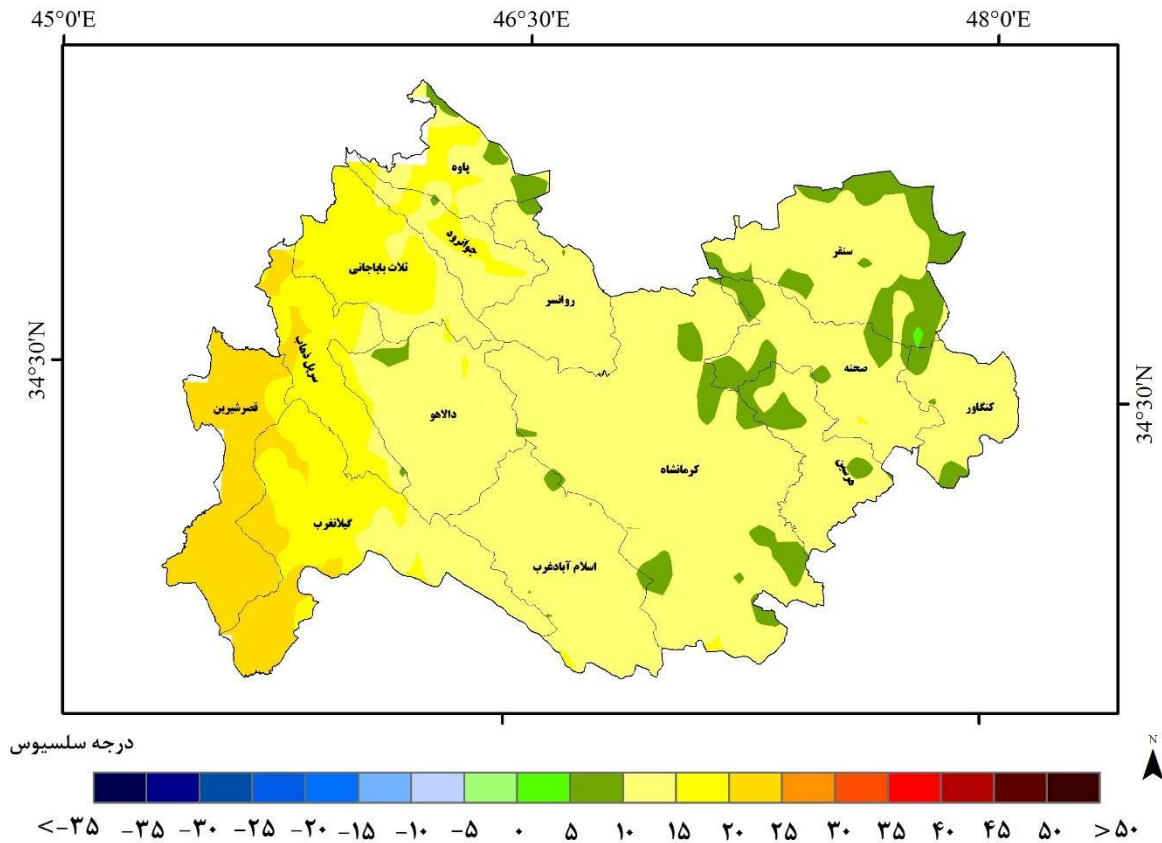 45°0'E 46°30'E 48°0'E
پاوه
سنقر
جوانرود
ثلاث باباجانی
روانسر
34°30'N
سرپل ذهاب
صحنه
34°30'N
قصرشیرین
دالاهو
کنگاور
کرمانشاه
هرسین
گیلانغرب
اسلام آبادغرب
درجه سلسیوس
N
<-۳۵ -۳۵ -۳۰ -۲۵ -۲۰ -۱۵ -۱۰ -۵ ۰ ۵ ۱۰ ۱۵ ۲۰ ۲۵ ۳۰ ۳۵ ۴۰ ۴۵ ۵۰ >۵۰